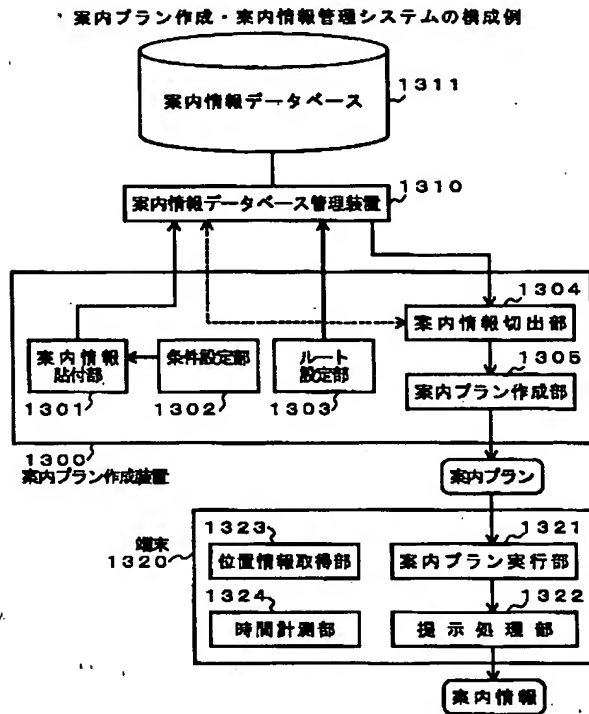 案内プラン作成・案内情報管理システムの構成例
案内情報データベース
1311
1310
案内情報データベース管理装置
1304
案内情報切出部
案内情報
貼付部
条件設定部
ルート
設定部
1305
案内プラン作成部
1301
1302
1303
1300
案内プラン作成装置
案内プラン
端末
1320
1323
位置情報取得部
1321
案内プラン実行部
1324
時間計測部
1322
提示処理部
案内情報